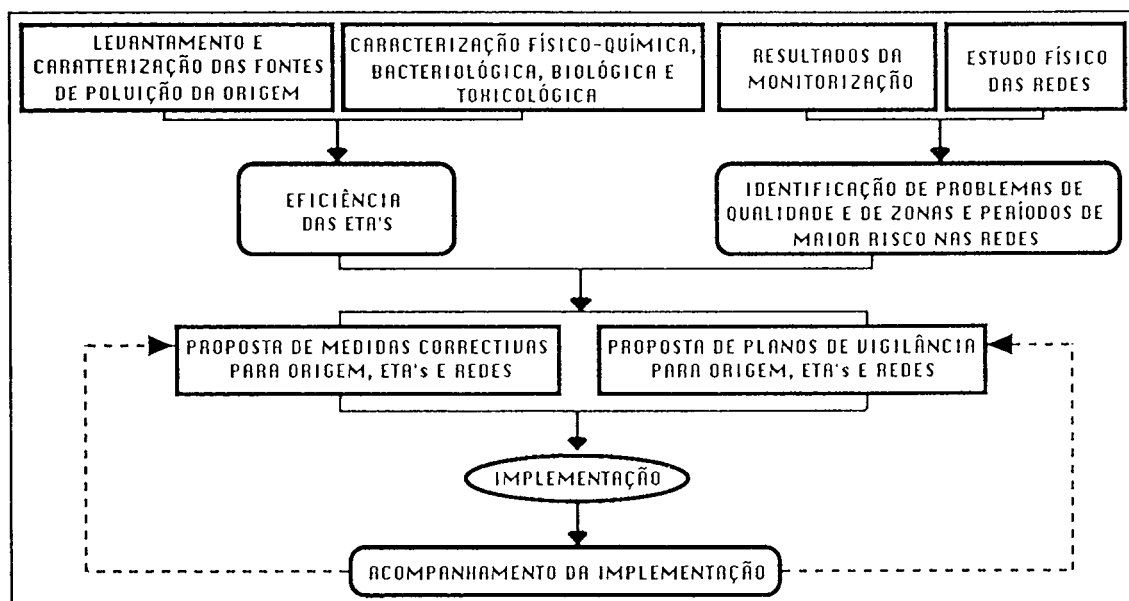 LEVANTAMENTO E
CARATTERIZAÇÃO DAS FONTES
DE POLUIÇÃO DA ORIGEM
CARACTERIZAÇÃO FÍSICO-QUÍMICA,
BACTERIOLÓGICA, BIOLÓGICA E
TOXICOLÓGICA
RESULTADOS DA
MONITORIZAÇÃO
ESTUDO FÍSICO
DAS REDES
EFICIÊNCIA
DAS ETA'S
IDENTIFICAÇÃO DE PROBLEMAS DE
QUALIDADE E DE ZONAS E PERÍODOS DE
MAIOR RISCO NAS REDES
PROPOSTA DE MEDIDAS CORRECTIVAS
PARA ORIGEM, ETA's E REDES
PROPOSTA DE PLANOS DE VIGILÂNCIA
PARA ORIGEM, ETA's E REDES
IMPLEMENTAÇÃO
ACOMPANHAMENTO DA IMPLEMENTAÇÃO